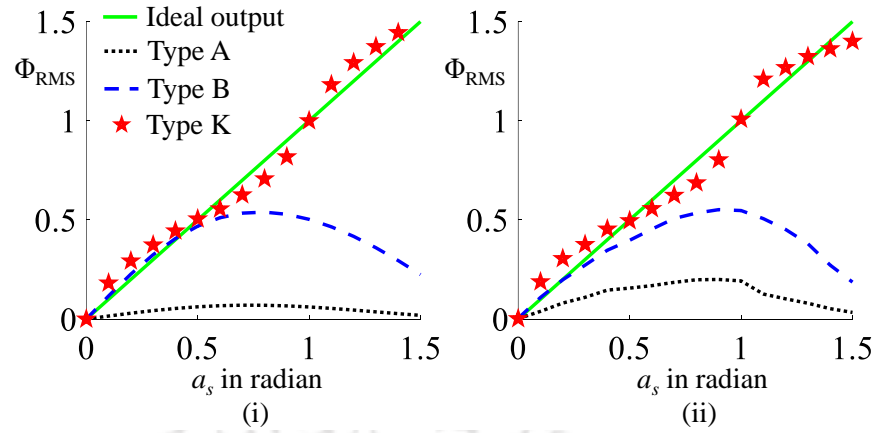 Ideal output
Type A
Type B
Type K
Φ_RMS
1.5
1
0.5
0
0 0.5 1 1.5
a_s in radian
(i)
Φ_RMS
1.5
1
0.5
0
0 0.5 1 1.5
a_s in radian
(ii)